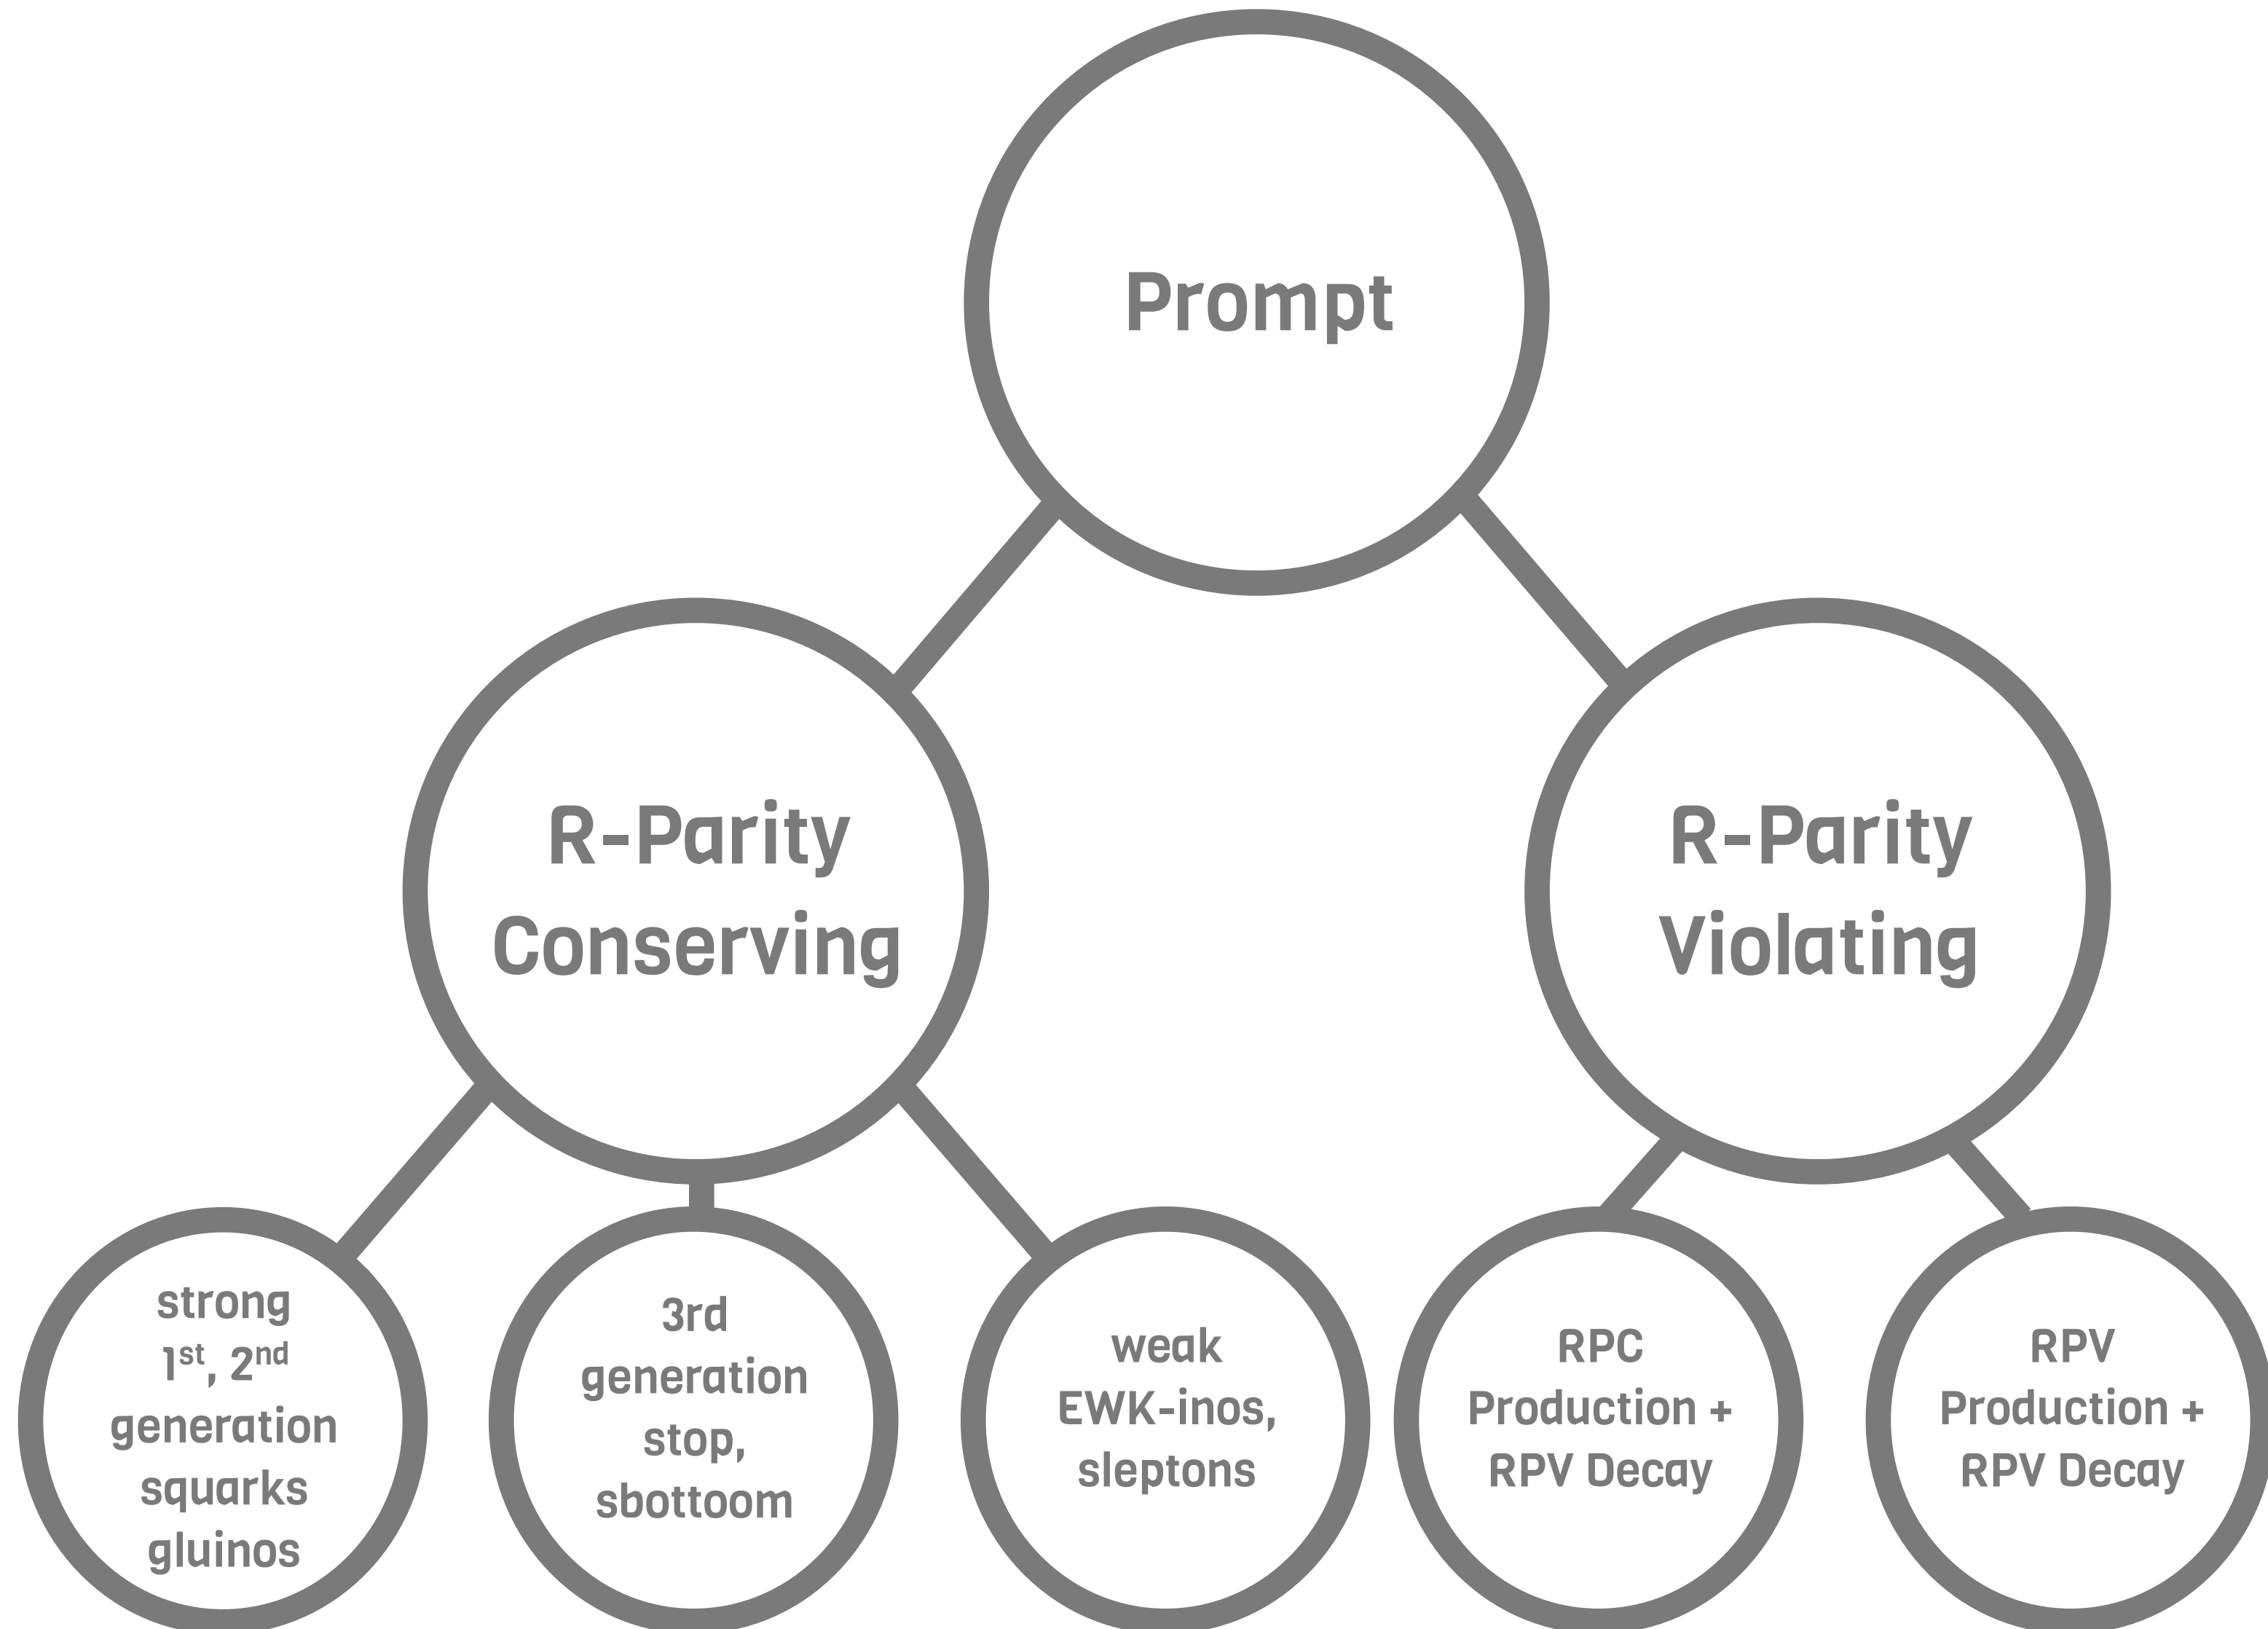 Prompt
R-Parity
Conserving
R-Parity
Violating
strong
1st, 2nd
generation
squarks
gluinos
3rd
generation
stop,
sbottoom
weak
EWK-inos,
sleptons
RPC
Production +
RPV Decay
RPV
Production +
RPV Decay